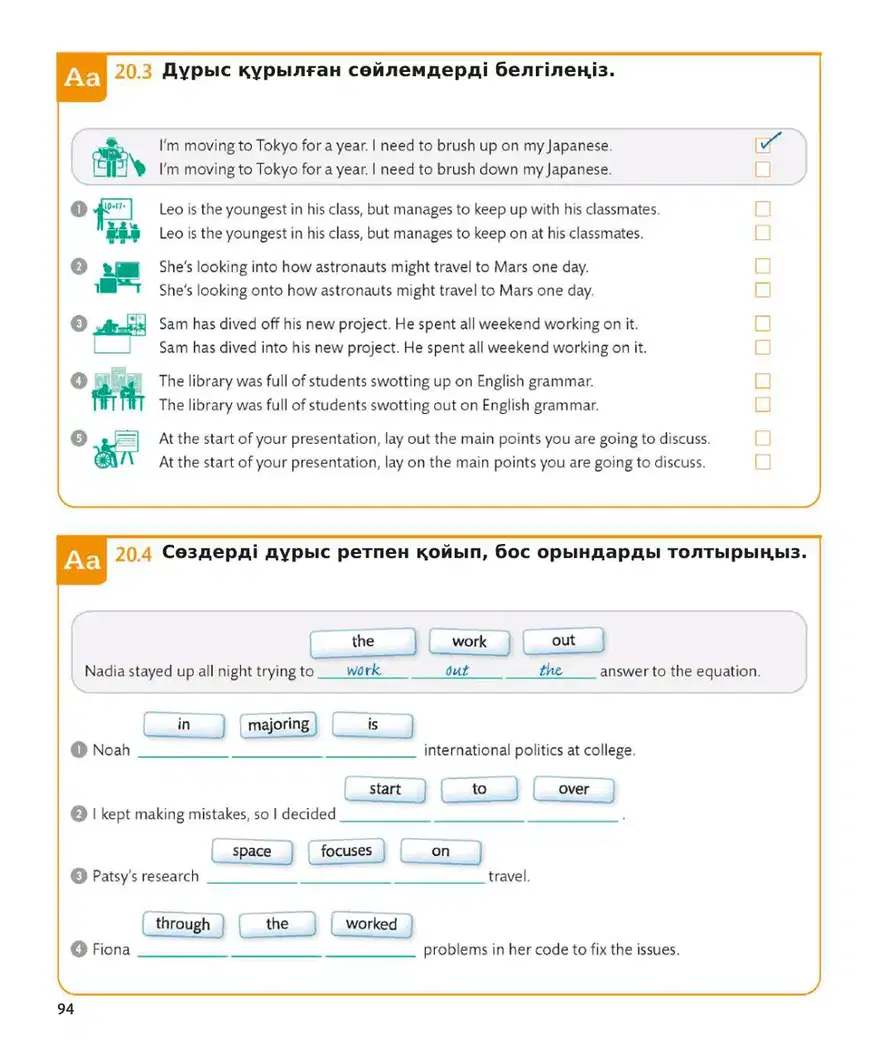 Aa 20.3 Дұрыс құрылған сөйлемдерді белгілеңіз.
I'm moving to Tokyo for a year. I need to brush up on my Japanese.
I'm moving to Tokyo for a year. I need to brush down my Japanese.
1 Leo is the youngest in his class, but manages to keep up with his classmates.
Leo is the youngest in his class, but manages to keep on at his classmates.
2 She's looking into how astronauts might travel to Mars one day.
She's looking onto how astronauts might travel to Mars one day.
3 Sam has dived off his new project. He spent all weekend working on it.
Sam has dived into his new project. He spent all weekend working on it.
4 The library was full of students swotting up on English grammar.
The library was full of students swotting out on English grammar.
5 At the start of your presentation, lay out the main points you are going to discuss.
At the start of your presentation, lay on the main points you are going to discuss.
Aa 20.4 Сөздерді дұрыс ретпен қойып, бос орындарды толтырыңыз.
the work out
Nadia stayed up all night trying to work out the answer to the equation.
in majoring is
1 Noah ___ ___ ___ international politics at college.
start to over
2 I kept making mistakes, so I decided ___ ___ ___.
space focuses on
3 Patsy's research ___ ___ ___ travel.
through the worked
4 Fiona ___ ___ ___ problems in her code to fix the issues.
94